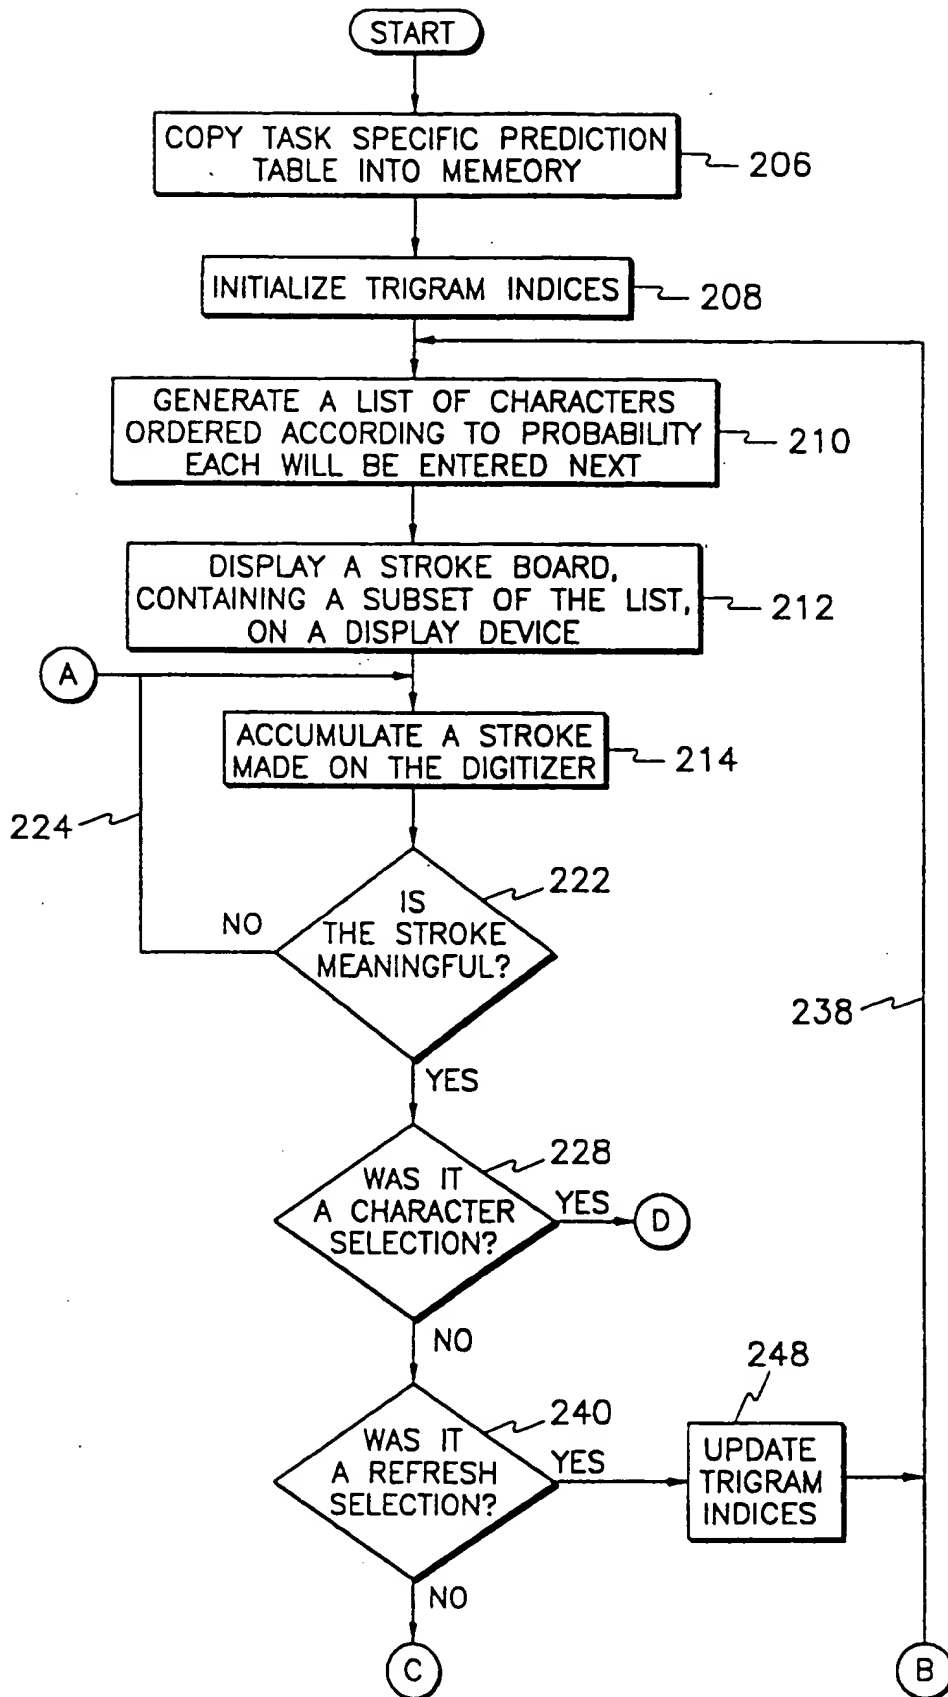 START
COPY TASK SPECIFIC PREDICTION
TABLE INTO MEMEORY
206
INITIALIZE TRIGRAM INDICES
208
GENERATE A LIST OF CHARACTERS
ORDERED ACCORDING TO PROBABILITY
EACH WILL BE ENTERED NEXT
210
DISPLAY A STROKE BOARD,
CONTAINING A SUBSET OF THE LIST,
ON A DISPLAY DEVICE
212
A
ACCUMULATE A STROKE
MADE ON THE DIGITIZER
214
224
222
IS
THE STROKE
MEANINGFUL?
NO
YES
238
228
WAS IT
A CHARACTER
SELECTION?
YES
D
NO
240
WAS IT
A REFRESH
SELECTION?
YES
248
UPDATE
TRIGRAM
INDICES
NO
C
B